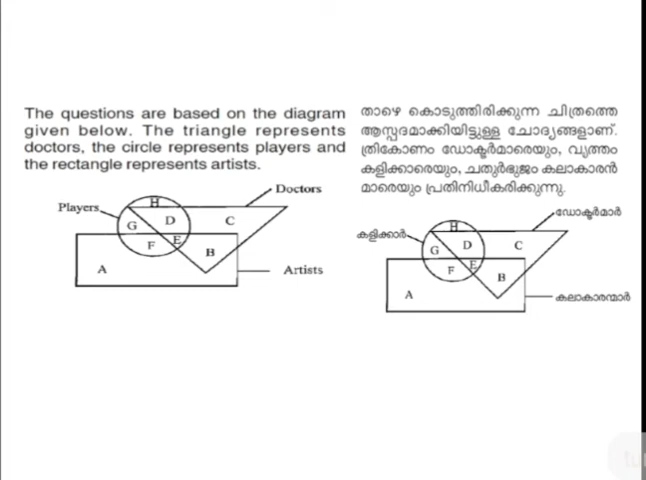 The questions are based on the diagram
given below. The triangle represents
doctors, the circle represents players and
the rectangle represents artists.
Doctors
Players
H
G
D
C
F
E
B
A
Artists
താഴെ കൊടുത്തിരിക്കുന്ന ചിത്രത്തെ
ആസ്പദമാക്കിയിട്ടുള്ള ചോദ്യങ്ങളാണ്.
ത്രികോണം ഡോക്ടർമാരെയും, വൃത്തം
കളിക്കാരെയും, ചതുർഭുജം കലാകാരൻ
മാരെയും പ്രതിനിധീകരിക്കുന്നു.
ഡോക്ടർമാർ
കളിക്കാർ
H
G
D
C
F
E
B
A
കലാകാരന്മാർ